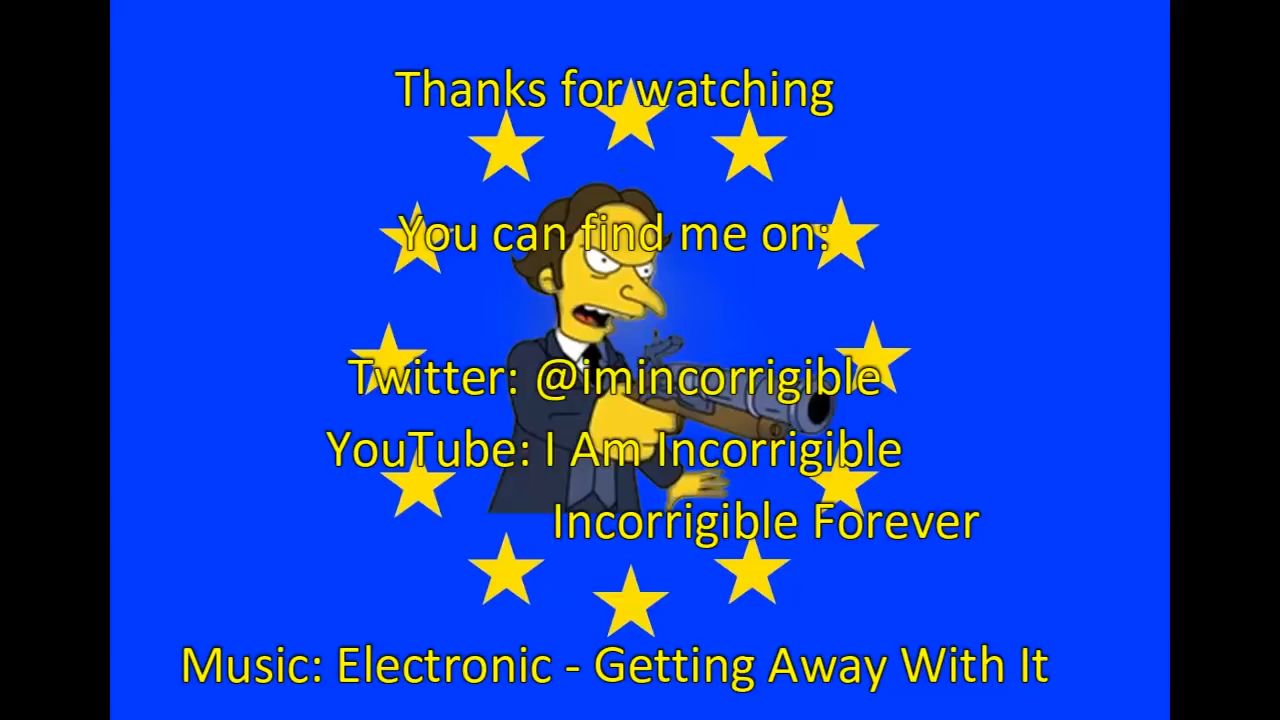 Thanks for watching
You can find me on:
Twitter: @imincorrigible
YouTube: I Am Incorrigible
Incorrigible Forever
Music: Electronic - Getting Away With It